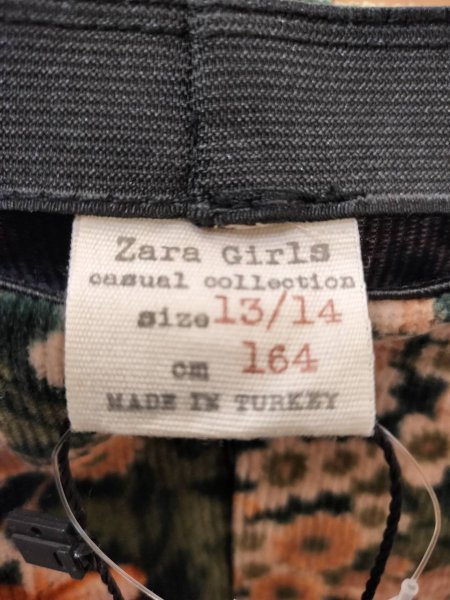 Zara Girls
casual collection
size 13/14
cm 164
MADE IN TURKEY